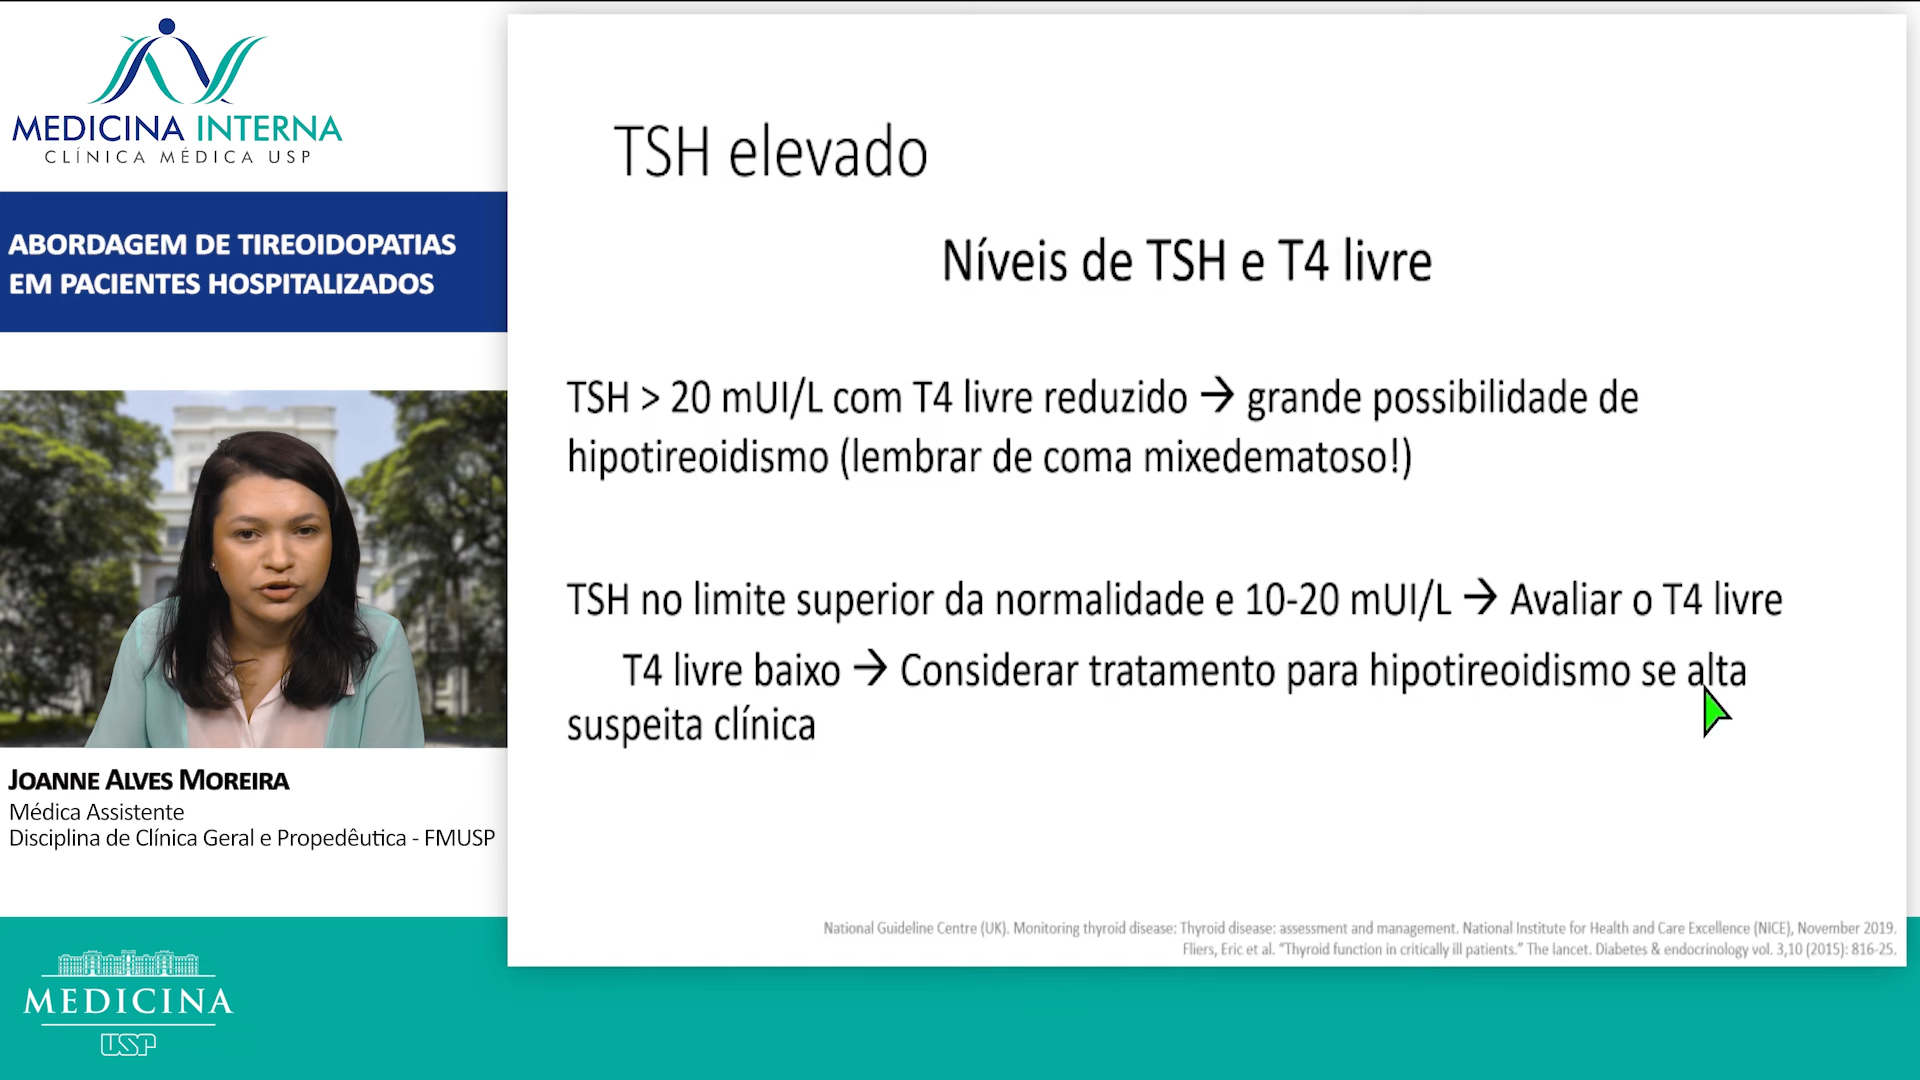 MEDICINA INTERNA
CLÍNICA MÉDICA USP
ABORDAGEM DE TIREOIDOPATIAS
EM PACIENTES HOSPITALIZADOS
JOANNE ALVES MOREIRA
Médica Assistente
Disciplina de Clínica Geral e Propedêutica - FMUSP
MEDICINA
USP
TSH elevado
Níveis de TSH e T4 livre
TSH > 20 mUI/L com T4 livre reduzido → grande possibilidade de
hipotireoidismo (lembrar de coma mixedematoso!)
TSH no limite superior da normalidade e 10-20 mUI/L → Avaliar o T4 livre
T4 livre baixo → Considerar tratamento para hipotireoidismo se alta
suspeita clínica
National Guideline Centre (UK). Monitoring thyroid disease: Thyroid disease: assessment and management. National Institute for Health and Care Excellence (NICE), November 2019.
Fliers, Eric et al. “Thyroid function in critically ill patients.” The lancet. Diabetes & endocrinology vol. 3,10 (2015): 816-25.